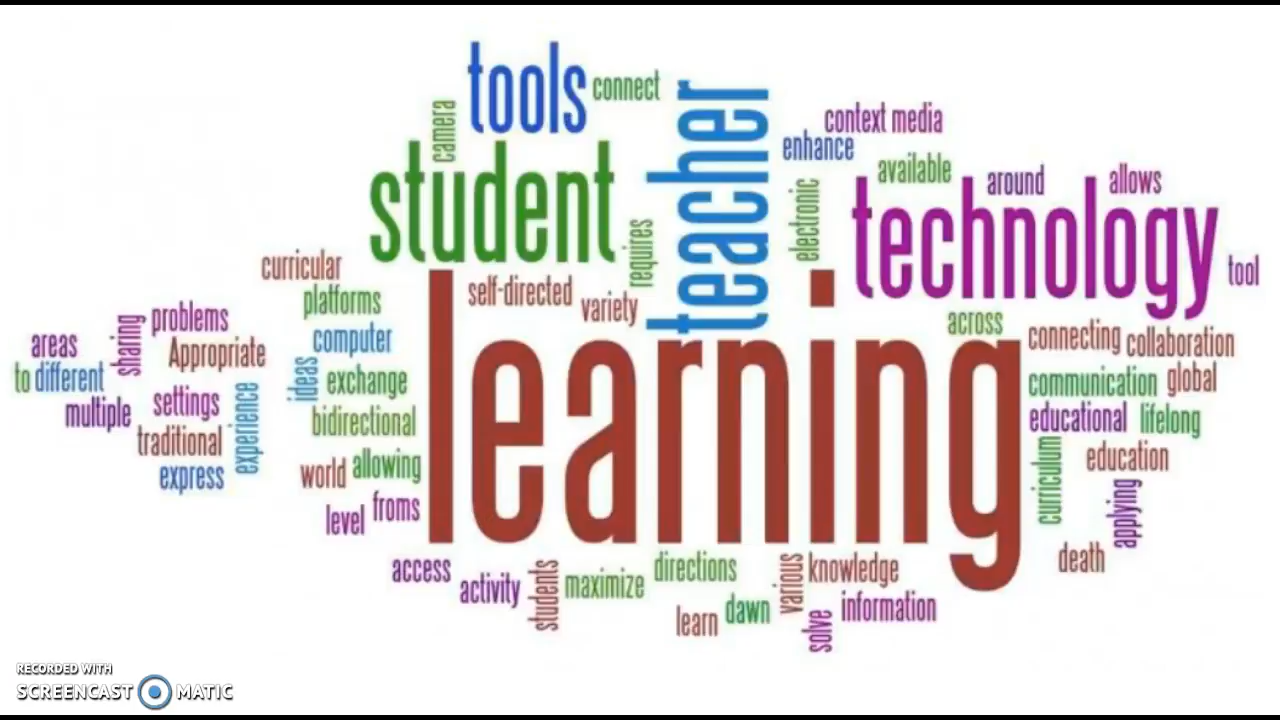 tools
connect
camera
teacher
context media
enhance
student
available
around
allows
technology
electronic
requires
tool
curricular
self-directed
platforms
variety
learning
problems
sharing
areas
Appropriate
computer
across
connecting
collaboration
to different
ideas
exchange
communication
global
multiple
settings
experience
bidirectional
educational
lifelong
traditional
express
world
allowing
curriculum
education
level
froms
applying
death
access
activity
students
maximize
directions
various
knowledge
learn
dawn
solve
information
RECORDED WITH
SCREENCAST MATIC